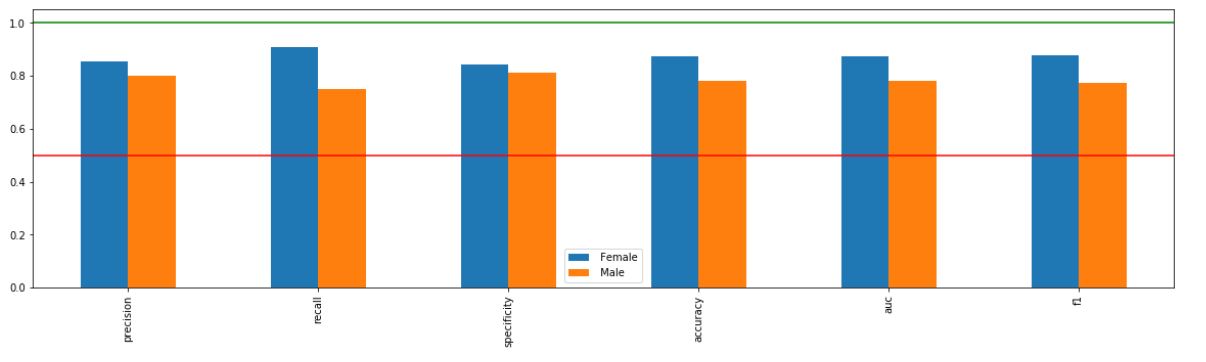 1.0
0.8
0.6
0.4
0.2
0.0
Female
Male
precision
recall
specificity
accuracy
auc
f1